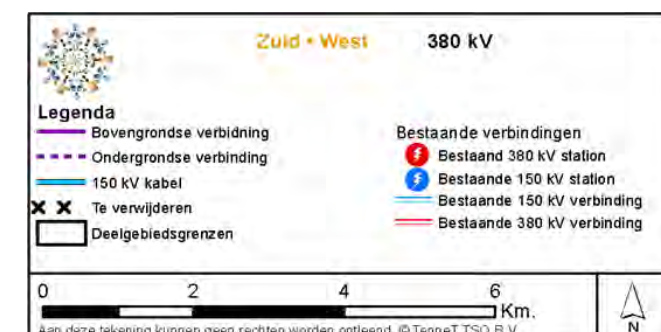 Zuid • West 380 kV
Legenda
Bovengrondse verbidning
Ondergrondse verbinding
150 kV kabel
Te verwijderen
Deelgebiedsgrenzen
Bestaande verbindingen
Bestaand 380 kV station
Bestaande 150 kV station
Bestaande 150 kV verbinding
Bestaande 380 kV verbinding
0 2 4 6
Km.
N
Aan deze tekening kunnen geen rechten worden ontleend. © TenneT TSO B.V.